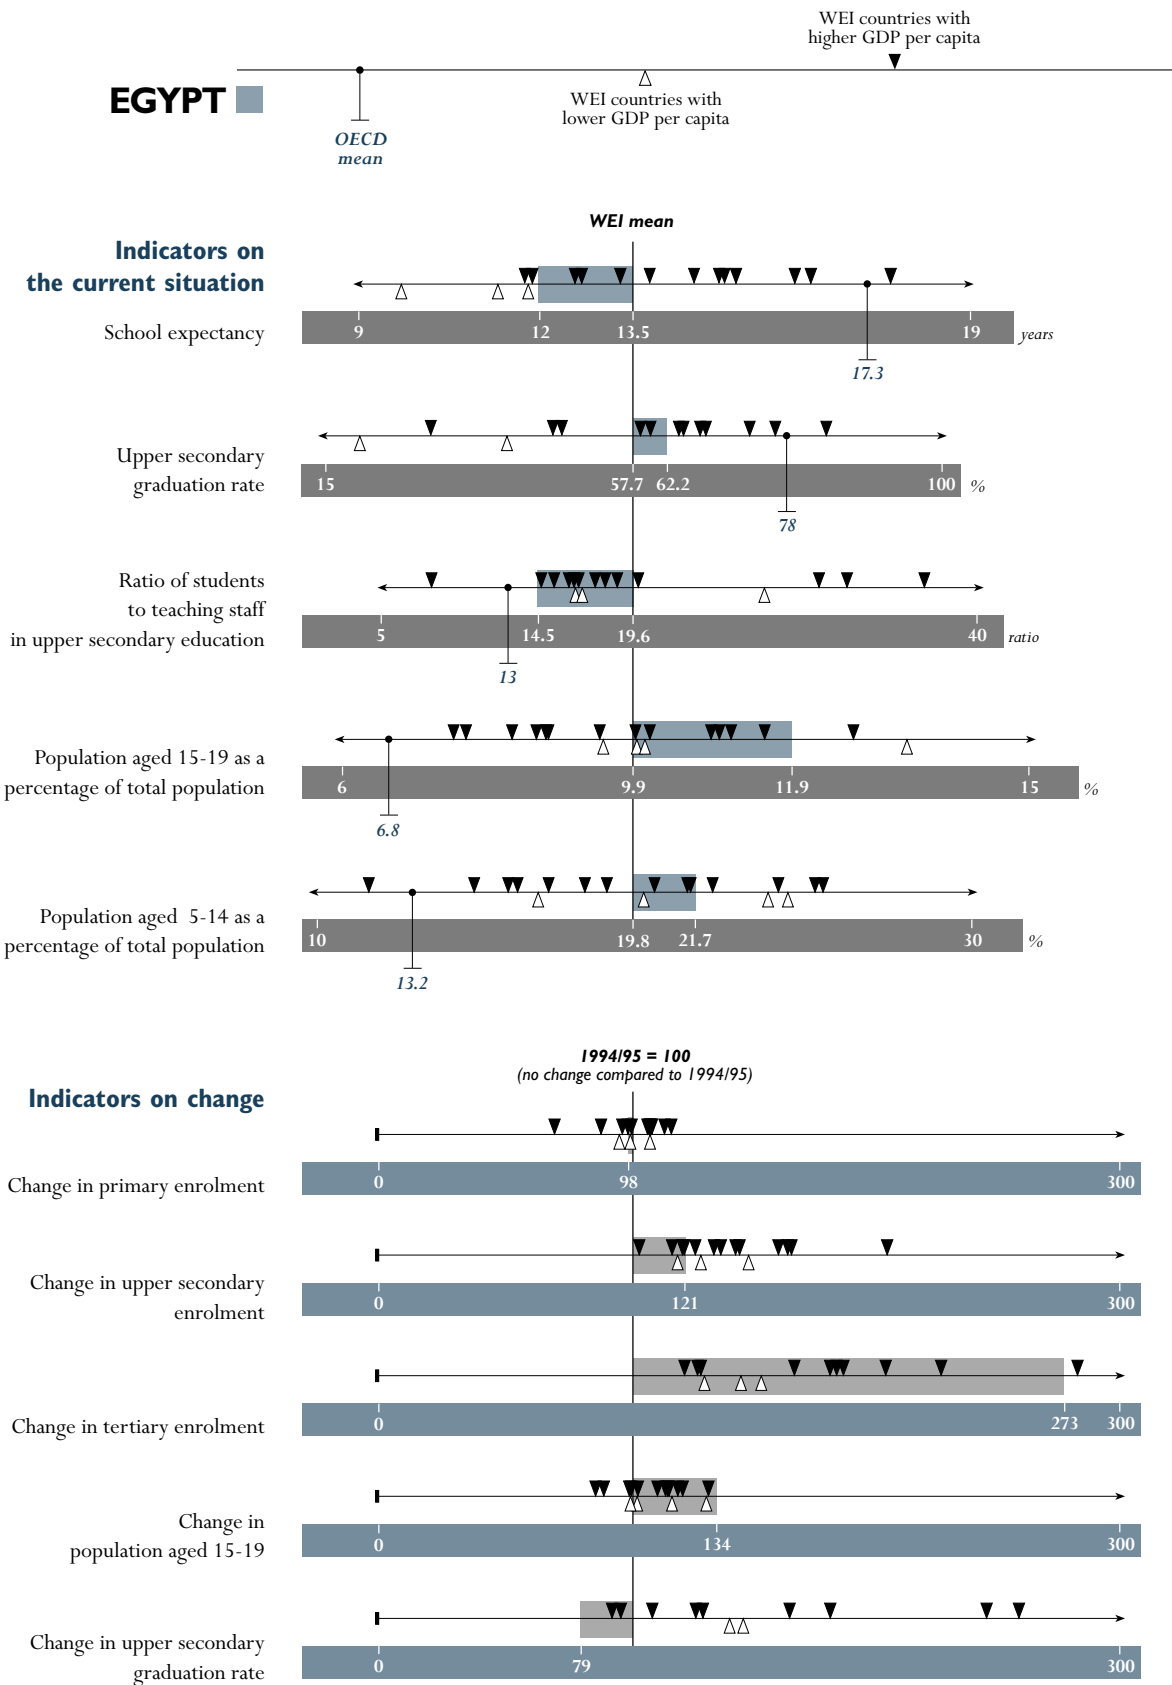 WEI countries with
higher GDP per capita
EGYPT
WEI countries with
lower GDP per capita
OECD
mean
WEI mean
Indicators on
the current situation
School expectancy
9 12 13.5 19 years
17.3
Upper secondary
graduation rate
15 57.7 62.2 100 %
78
Ratio of students
to teaching staff
in upper secondary education
5 14.5 19.6 40 ratio
13
Population aged 15-19 as a
percentage of total population
6 9.9 11.9 15 %
6.8
Population aged 5-14 as a
percentage of total population
10 19.8 21.7 30 %
13.2
1994/95 = 100
(no change compared to 1994/95)
Indicators on change
Change in primary enrolment
0 98 300
Change in upper secondary
enrolment
0 121 300
Change in tertiary enrolment
0 273 300
Change in
population aged 15-19
0 134 300
Change in upper secondary
graduation rate
0 79 300